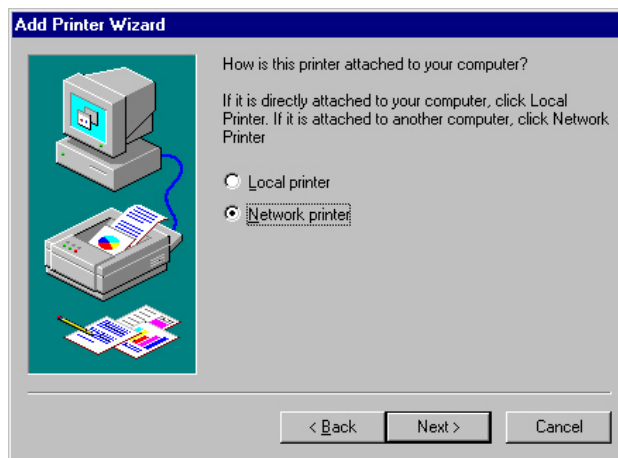 Add Printer Wizard
How is this printer attached to your computer?
If it is directly attached to your computer, click Local
Printer. If it is attached to another computer, click Network
Printer
Local printer
Network printer
< Back
Next >
Cancel